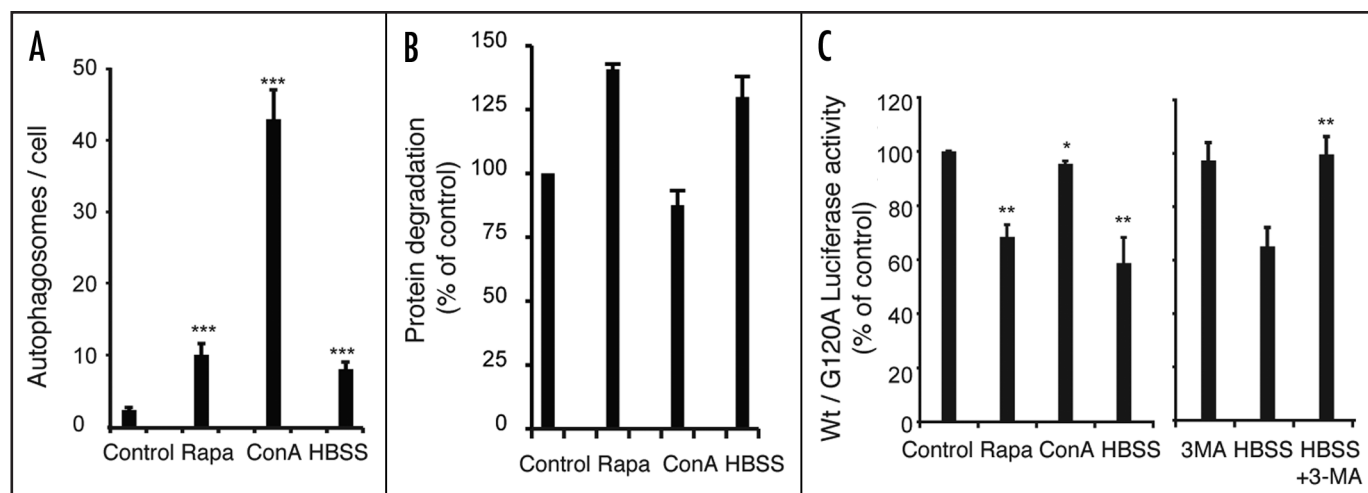 A
Autophagosomes / cell
50
40
30
20
10
0
***
***
***
Control Rapa ConA HBSS
B
Protein degradation
(% of control)
150
125
100
75
50
25
0
Control Rapa ConA HBSS
C
Wt / G120A Luciferase activity
(% of control)
120
100
80
60
40
20
0
**
*
**
**
Control Rapa ConA HBSS
3MA HBSS HBSS
+3-MA